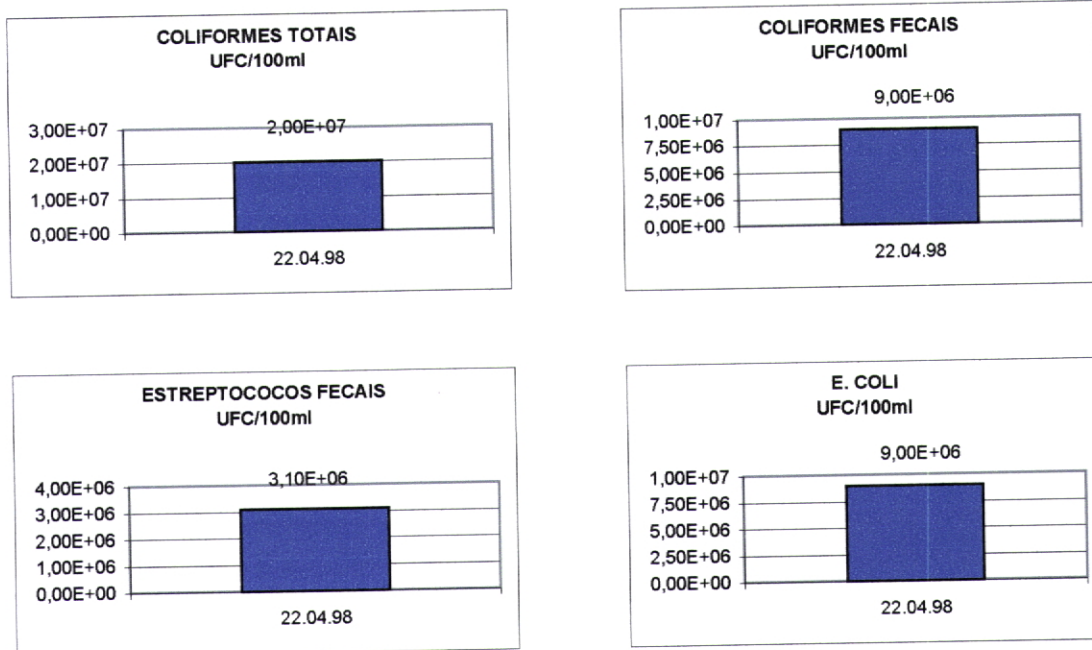 COLIFORMES TOTAIS
UFC/100ml
2,00E+07
3,00E+07
2,00E+07
1,00E+07
0,00E+00
22.04.98
COLIFORMES FECAIS
UFC/100ml
9,00E+06
1,00E+07
7,50E+06
5,00E+06
2,50E+06
0,00E+00
22.04.98
ESTREPTOCOCOS FECAIS
UFC/100ml
3,10E+06
4,00E+06
3,00E+06
2,00E+06
1,00E+06
0,00E+00
22.04.98
E. COLI
UFC/100ml
9,00E+06
1,00E+07
7,50E+06
5,00E+06
2,50E+06
0,00E+00
22.04.98